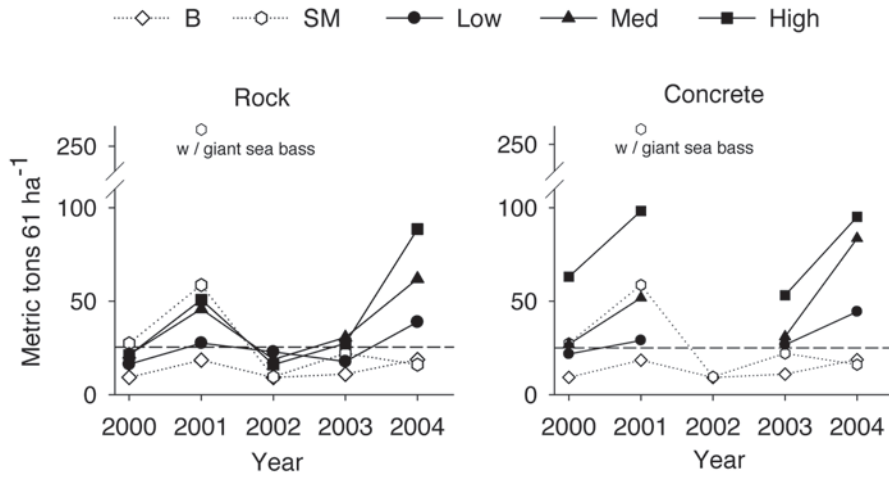 B SM Low Med High
Rock Concrete
250
w / giant sea bass
100
50
0
2000 2001 2002 2003 2004
Year
Metric tons 61 ha⁻¹
250
w / giant sea bass
100
50
0
2000 2001 2002 2003 2004
Year